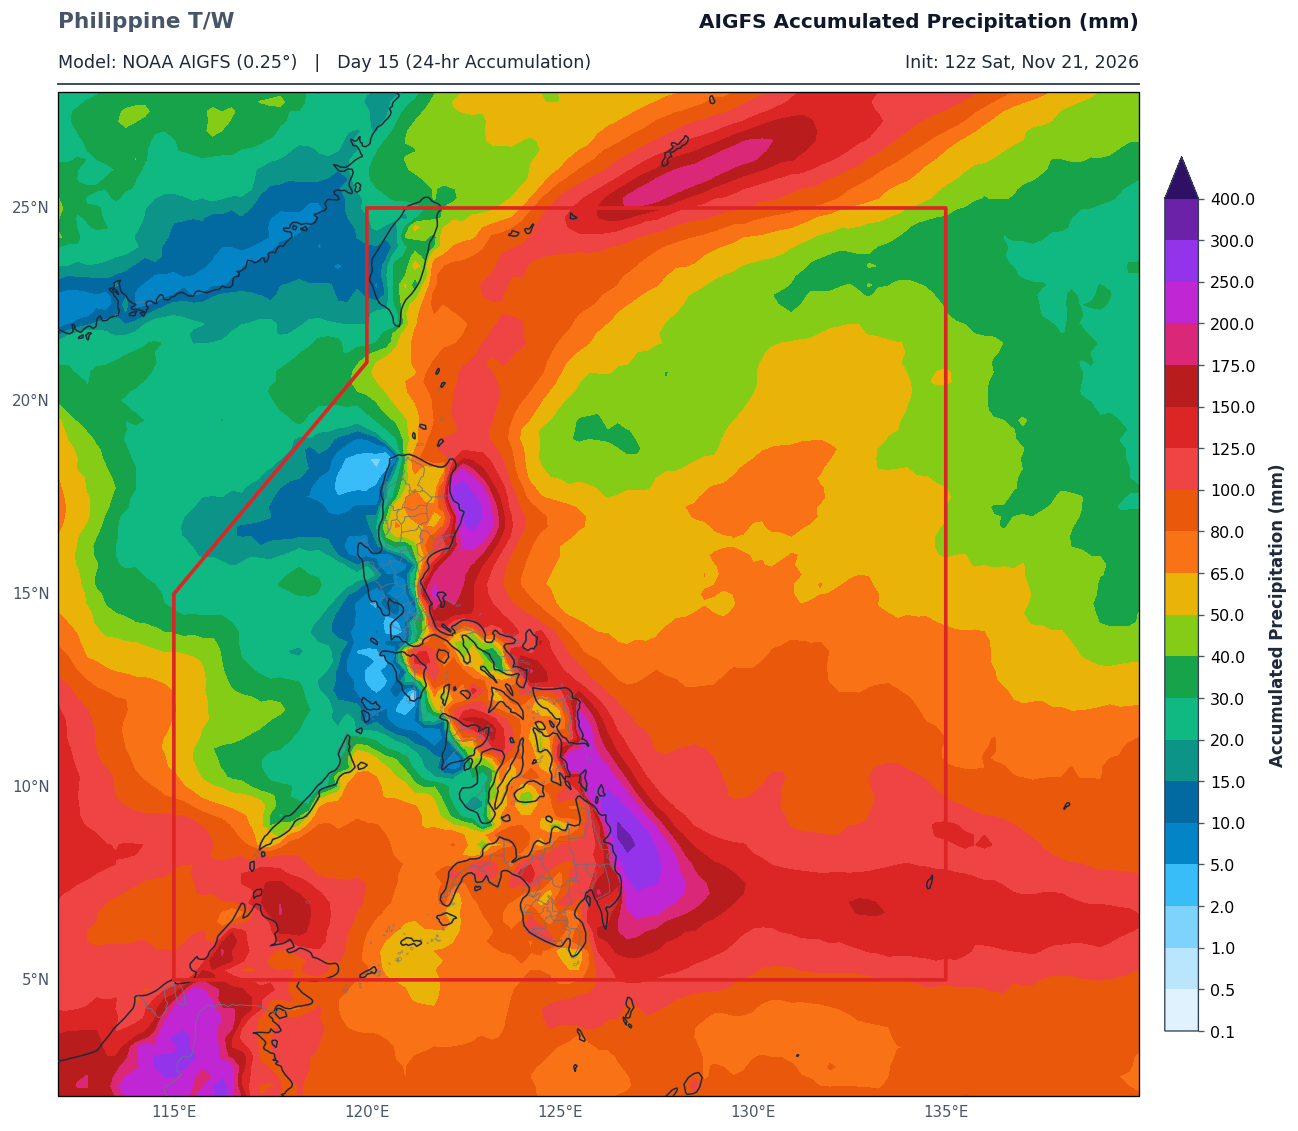 Philippine T/W
AIGFS Accumulated Precipitation (mm)
Model: NOAA AIGFS (0.25°)   |   Day 15 (24-hr Accumulation)
Init: 12z Sat, Nov 21, 2026
25°N
20°N
15°N
10°N
5°N
115°E
120°E
125°E
130°E
135°E
400.0
300.0
250.0
200.0
175.0
150.0
125.0
100.0
80.0
65.0
50.0
40.0
30.0
20.0
15.0
10.0
5.0
2.0
1.0
0.5
0.1
Accumulated Precipitation (mm)